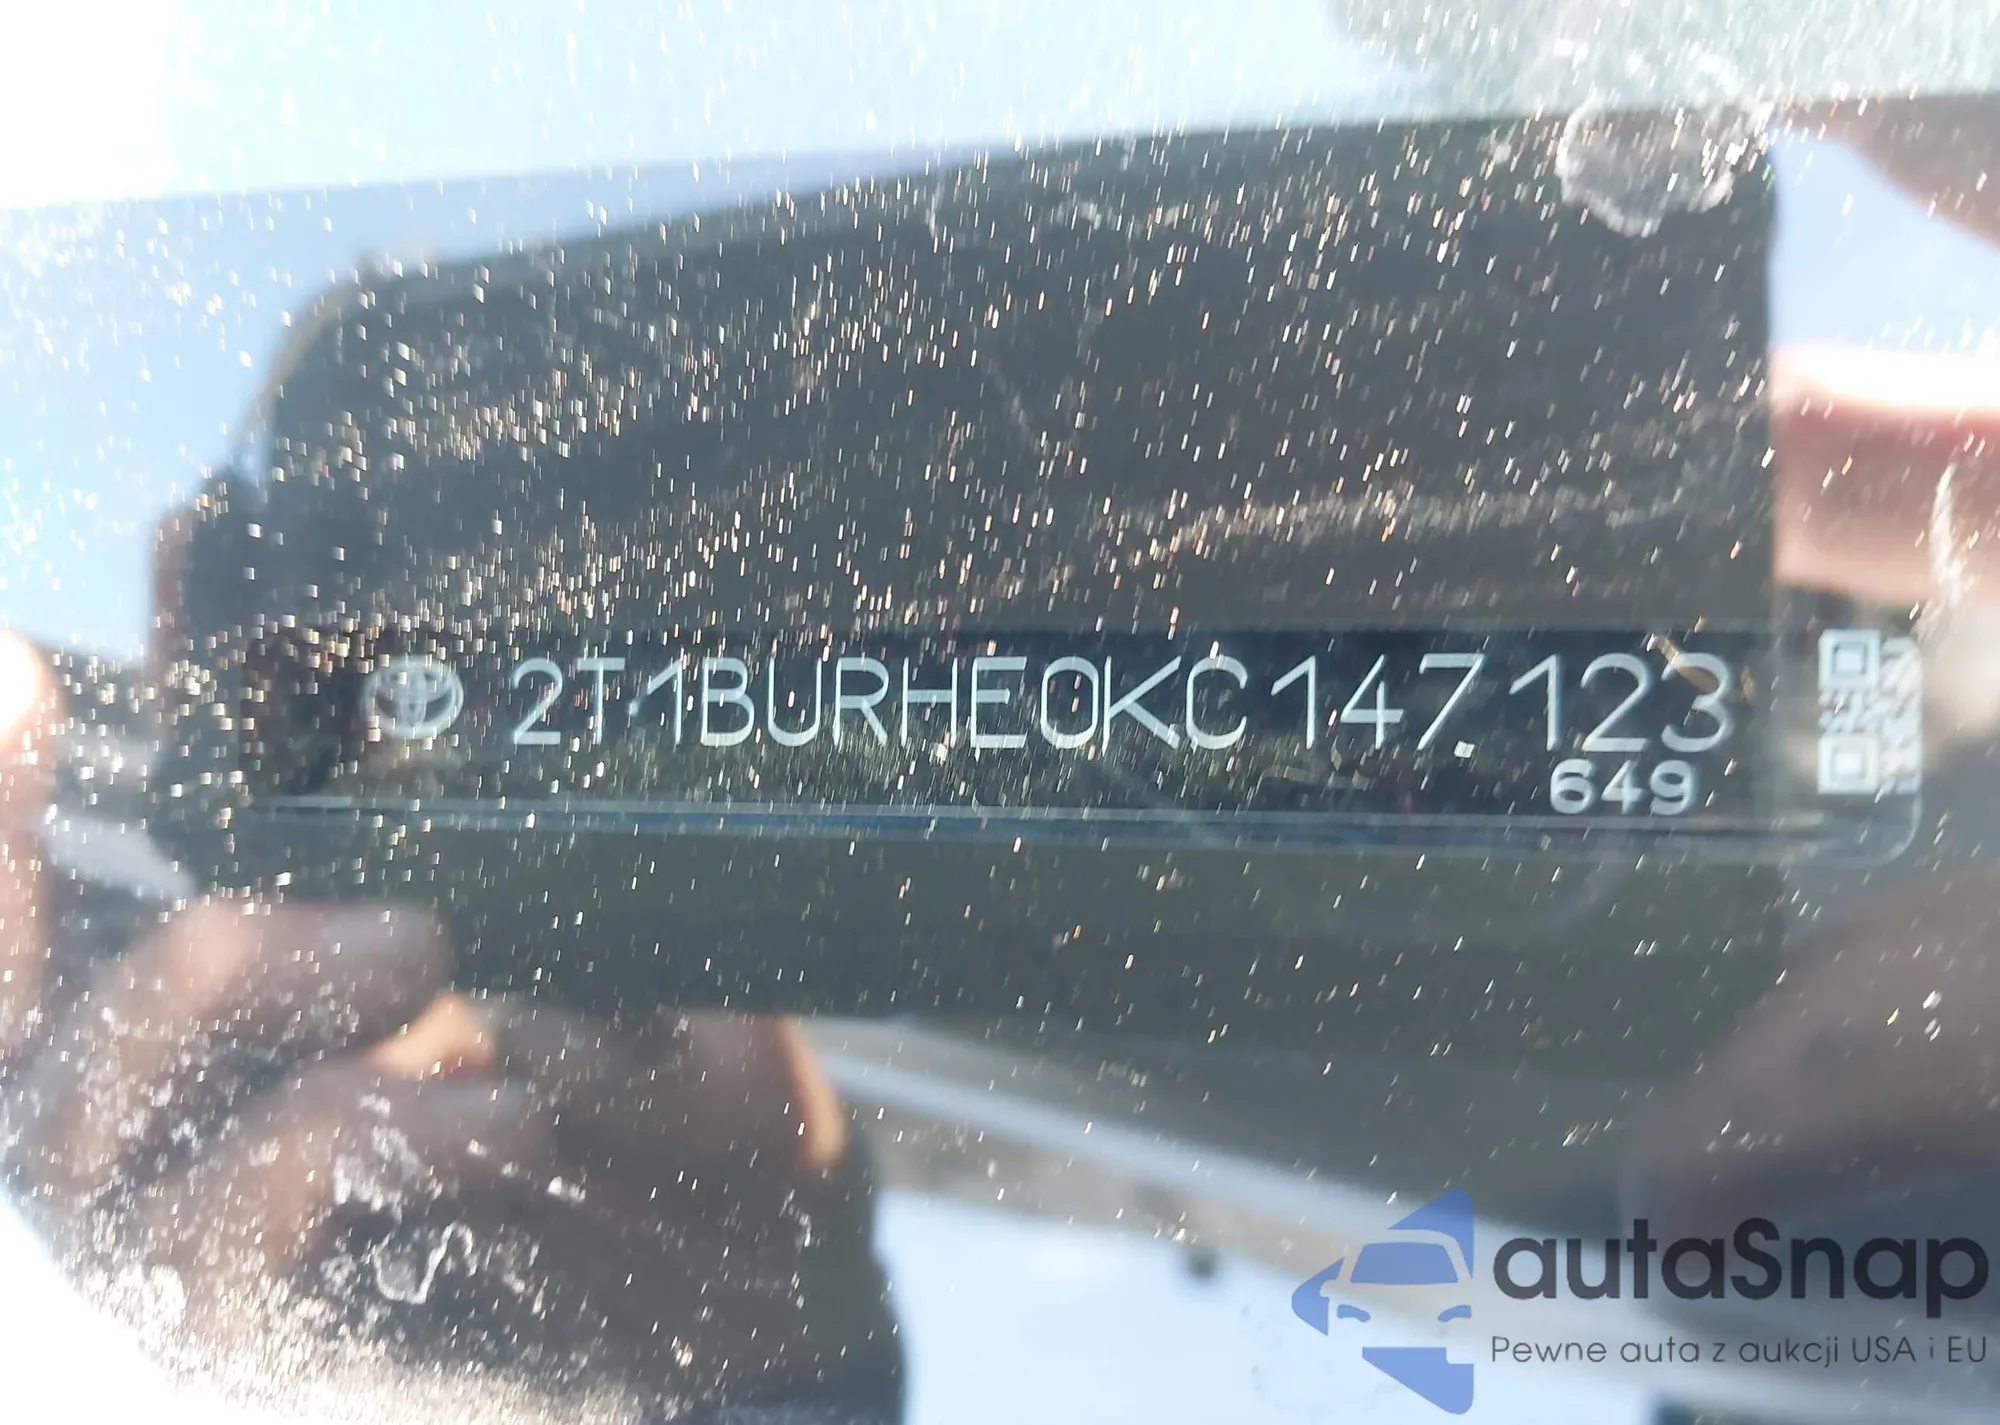 2T1BURHE0KC147123
649
autaSnap
Pewne auta z aukcji USA i EU